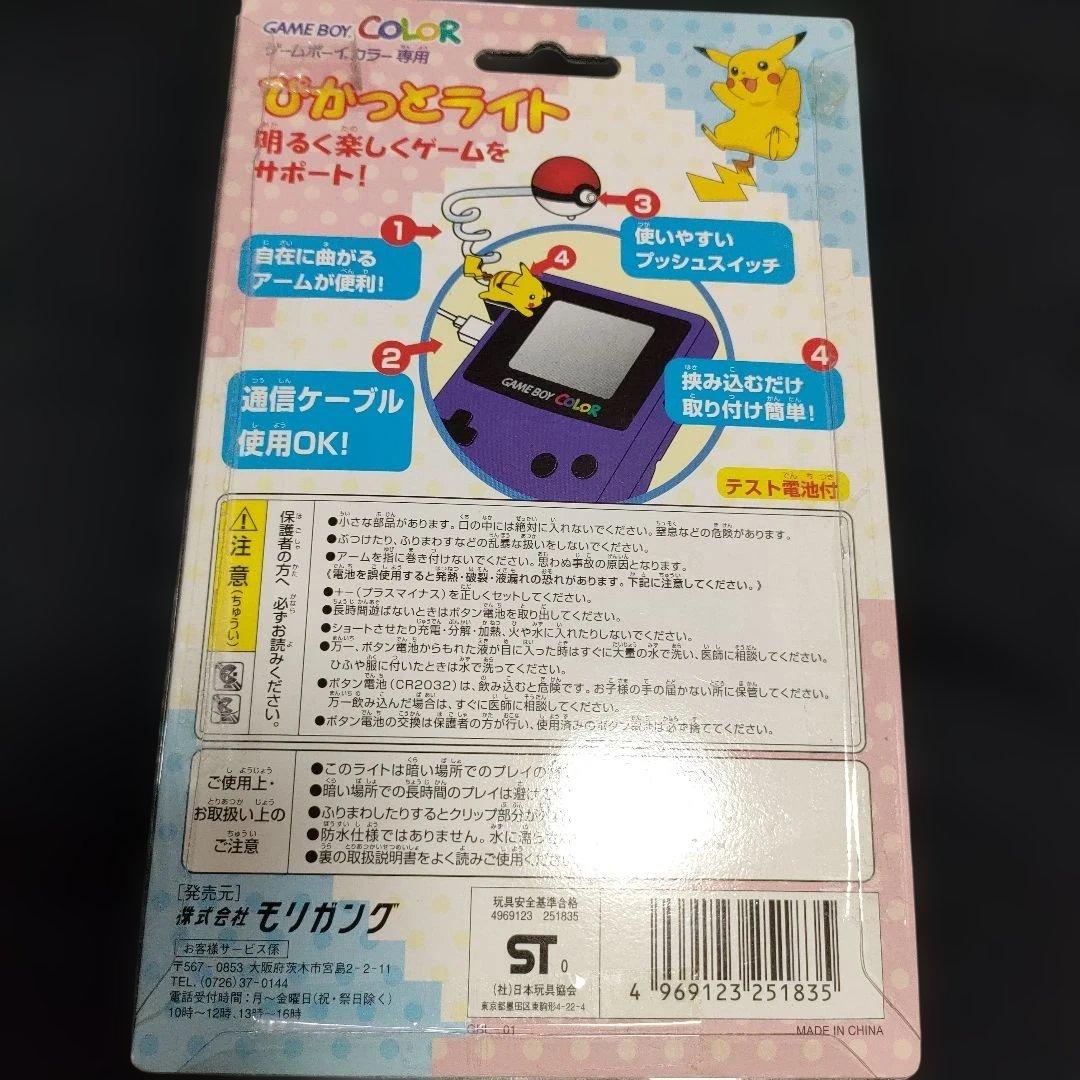 GAME BOY COLOR
ゲームボーイカラー専用
ぴかっとライト
明るく楽しくゲームを
サポート!
1
自在に曲がる
アームが便利!
3
使いやすい
プッシュスイッチ
4
2
通信ケーブル
使用OK!
GAME BOY COLOR
4
挟み込むだけ
取り付け簡単!
テスト電池付
注意(ちゅうい)
保護者の方へ 必ずお読みください。
●小さな部品があります。口の中には絶対に入れないでください。窒息などの危険があります。
●ぶつけたり、ふりまわすなどの乱暴な扱いをしないでください。
●アームを指に巻き付けないでください。思わぬ事故の原因となります。
《電池を誤使用すると発熱・破裂・液漏れの恐れがあります。下記に注意してください。》
●+−(プラスマイナス)を正しくセットしてください。
●長時間遊ばないときはボタン電池を取り出してください。
●ショートさせたり充電・分解・加熱、火や水に入れたりしないでください。
●万一、ボタン電池からもれた液が目に入った時はすぐに大量の水で洗い、医師に相談してください。
ひふや服に付いたときは水で洗ってください。
●ボタン電池(CR2032)は、飲み込むと危険です。お子様の手の届かない所に保管してください。
万一飲み込んだ場合は、すぐに医師に相談してください。
●ボタン電池の交換は保護者の方が行い、使用済みのボタン電池は必ず捨ててください。
ご使用上・
お取扱い上の
ご注意
●このライトは暗い場所でのプレイの
●暗い場所での長時間のプレイは避け
●ふりまわしたりするとクリップ部分が
●防水仕様ではありません。水に濡ら
●裏の取扱説明書をよく読みご使用くだ
[発売元]
株式会社 モリガング
お客様サービス係
〒567-0853 大阪府茨木市宮島2-2-11
TEL.(0726)37-0144
電話受付時間:月〜金曜日(祝・祭日除く)
10時〜12時、13時〜16時
玩具安全基準合格
4969123 251835
ST 0
(社)日本玩具協会
東京都墨田区東駒形4-22-4
4 969123 251835
MADE IN CHINA